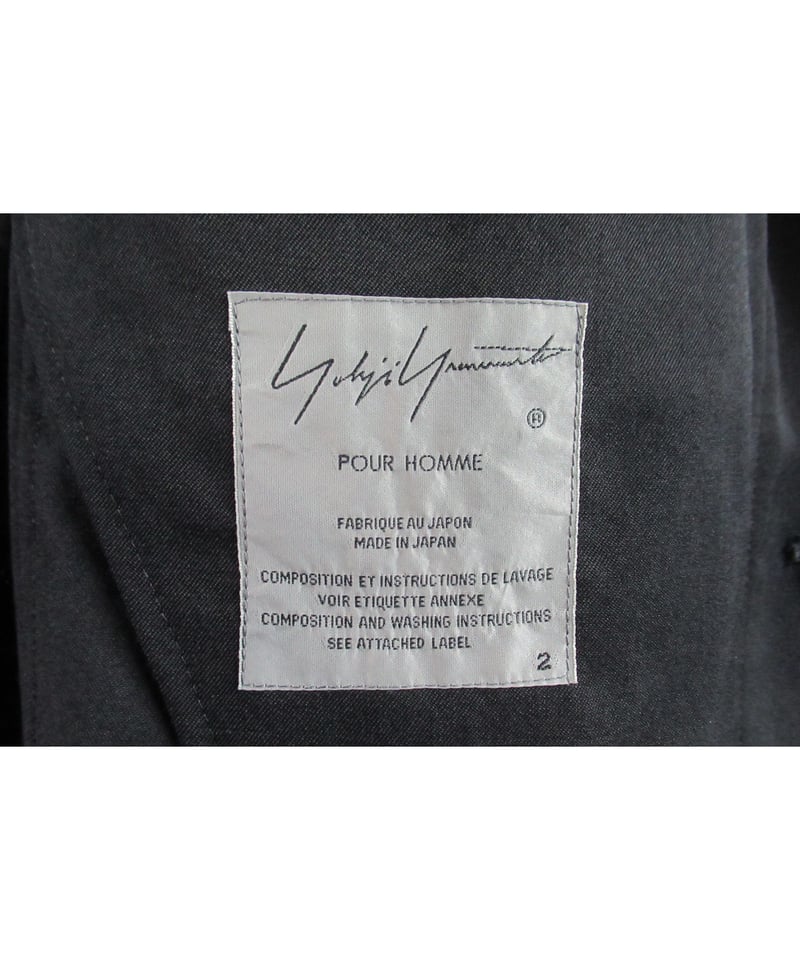 Yohji Yamamoto
®
POUR HOMME
FABRIQUE AU JAPON
MADE IN JAPAN
COMPOSITION ET INSTRUCTIONS DE LAVAGE
VOIR ETIQUETTE ANNEXE
COMPOSITION AND WASHING INSTRUCTIONS
SEE ATTACHED LABEL
2